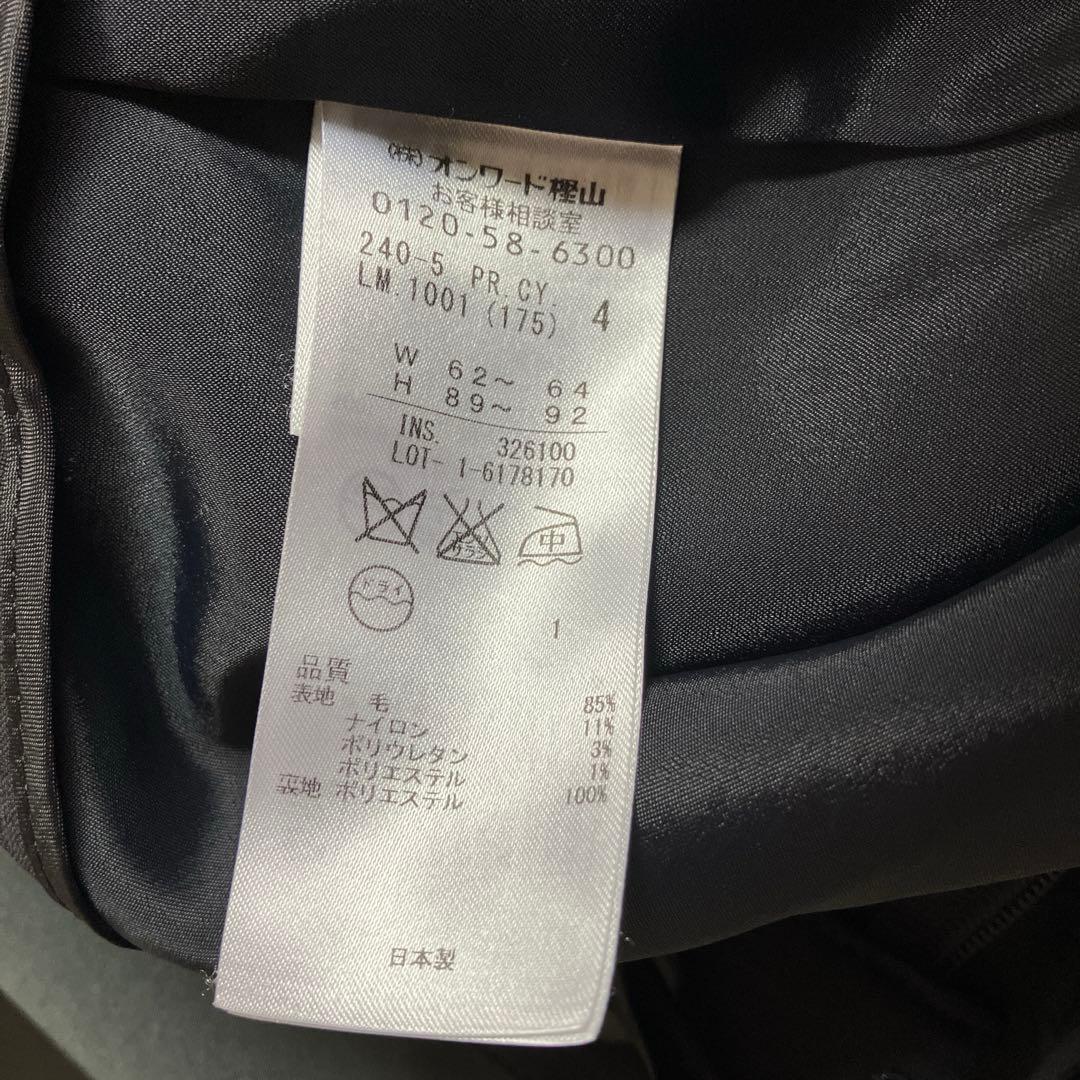 (株)オンワード樫山
お客様相談室
0120-58-6300
240-5 PR.CY. 4
LM.1001 (175)
W 62～ 64
H 89～ 92
INS. 326100
LOT- 1-6178170
中
ドライ
1
品質
表地 毛 85%
ナイロン 11%
ポリウレタン 3%
ポリエステル 1%
ポリエステル 100%
日本製